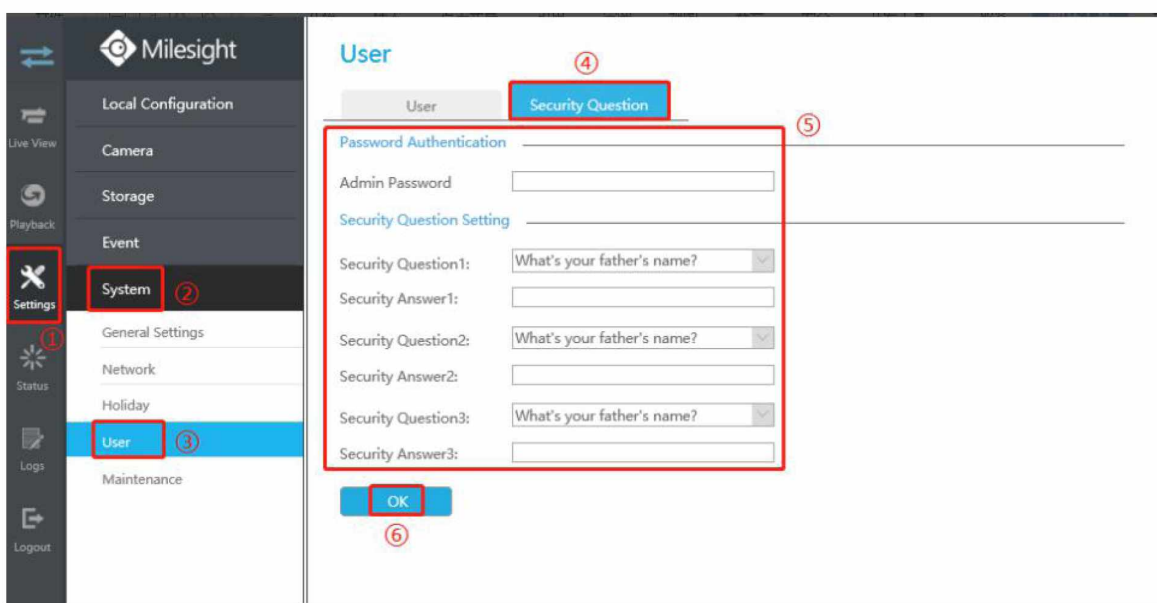 Milesight
Live View
Playback
Settings
①
Status
Logs
Logout
Local Configuration
Camera
Storage
Event
System ②
General Settings
Network
Holiday
User ③
Maintenance
User
④
User Security Question
⑤
Password Authentication
Admin Password
Security Question Setting
Security Question1: What's your father's name?
Security Answer1:
Security Question2: What's your father's name?
Security Answer2:
Security Question3: What's your father's name?
Security Answer3:
OK
⑥